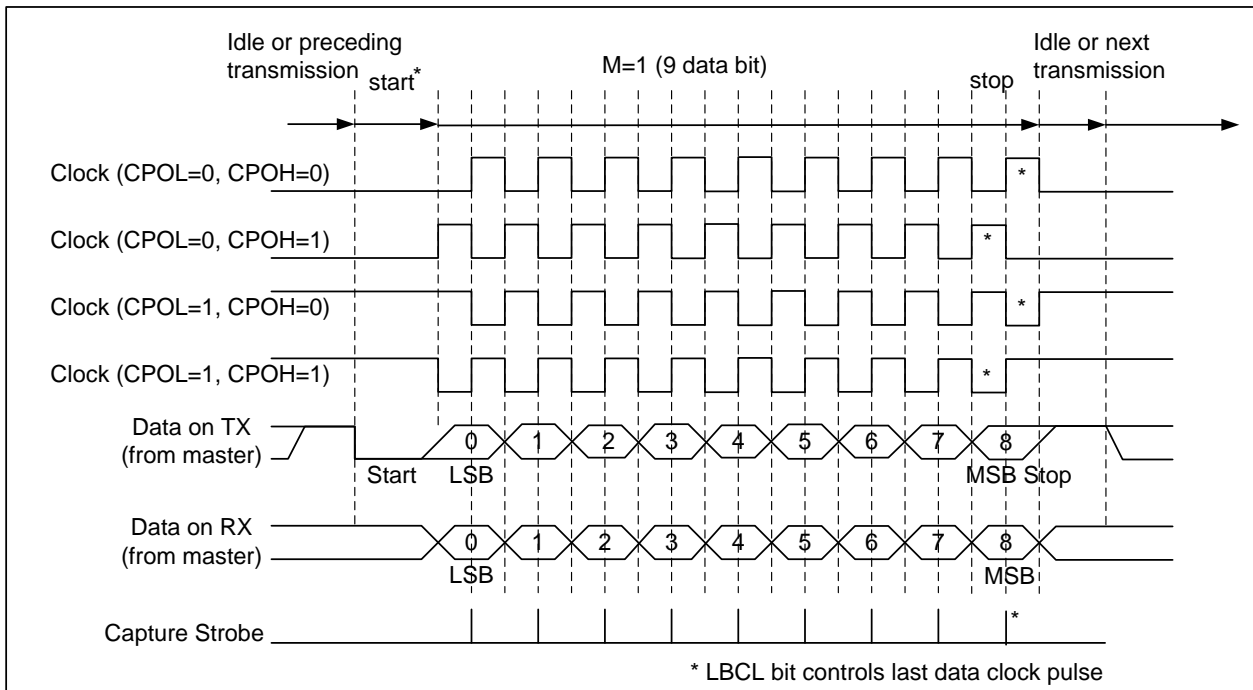 Idle or preceding
transmission
start*
M=1 (9 data bit)
stop
Idle or next
transmission
Clock (CPOL=0, CPOH=0)
*
Clock (CPOL=0, CPOH=1)
*
Clock (CPOL=1, CPOH=0)
*
Clock (CPOL=1, CPOH=1)
*
Data on TX
(from master)
0 1 2 3 4 5 6 7 8
Start LSB MSB Stop
Data on RX
(from master)
0 1 2 3 4 5 6 7 8
LSB MSB
Capture Strobe
*
* LBCL bit controls last data clock pulse